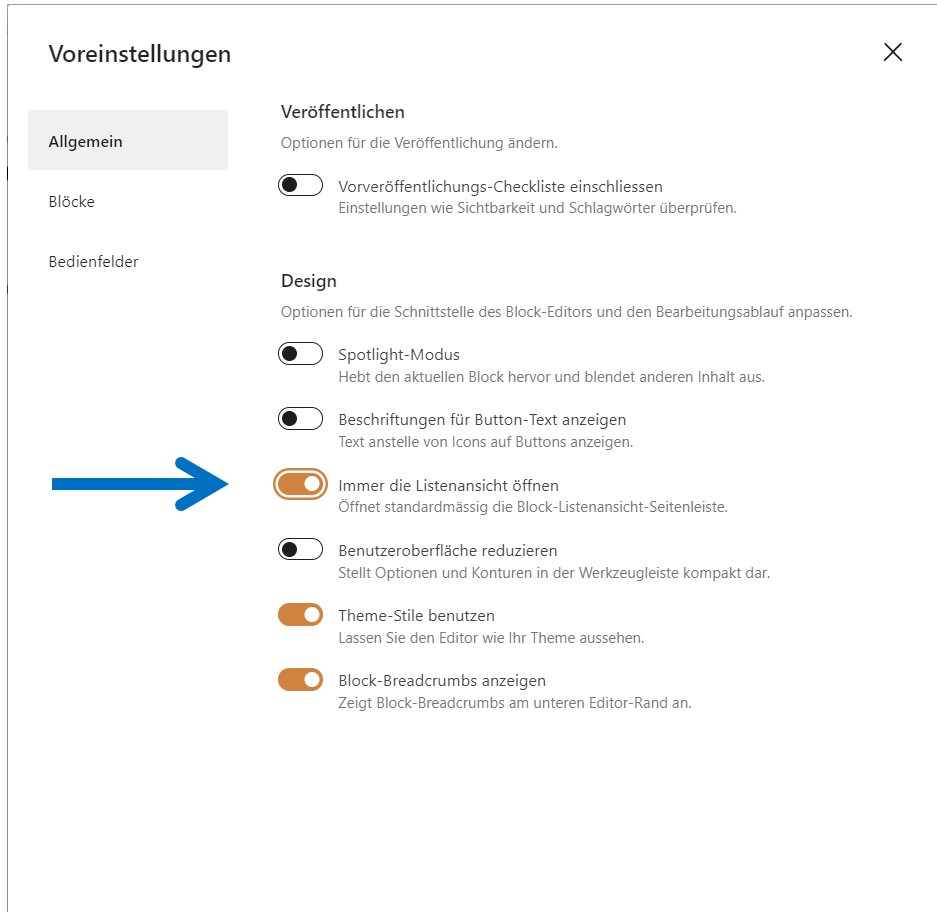 Voreinstellungen
Allgemein
Blöcke
Bedienfelder
Veröffentlichen
Optionen für die Veröffentlichung ändern.
Vorveröffentlichungs-Checkliste einschliessen
Einstellungen wie Sichtbarkeit und Schlagwörter überprüfen.
Design
Optionen für die Schnittstelle des Block-Editors und den Bearbeitungsablauf anpassen.
Spotlight-Modus
Hebt den aktuellen Block hervor und blendet anderen Inhalt aus.
Beschriftungen für Button-Text anzeigen
Text anstelle von Icons auf Buttons anzeigen.
Immer die Listenansicht öffnen
Öffnet standardmässig die Block-Listenansicht-Seitenleiste.
Benutzeroberfläche reduzieren
Stellt Optionen und Konturen in der Werkzeugleiste kompakt dar.
Theme-Stile benutzen
Lassen Sie den Editor wie Ihr Theme aussehen.
Block-Breadcrumbs anzeigen
Zeigt Block-Breadcrumbs am unteren Editor-Rand an.